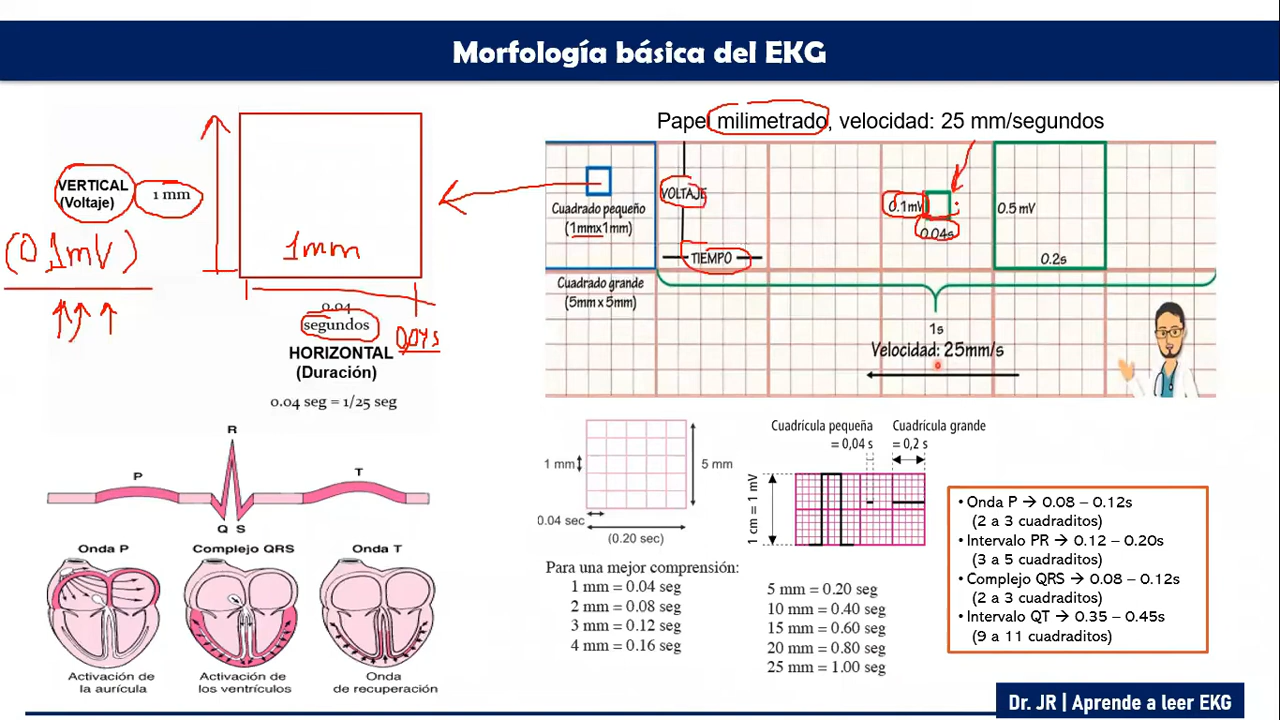 Morfología básica del EKG
Papel milimetrado, velocidad: 25 mm/segundos
VERTICAL
(Voltaje)
1 mm
(0.1mV)
1mm
0.04
segundos
0,04s
HORIZONTAL
(Duración)
0.04 seg = 1/25 seg
Cuadrado pequeño
(1mmx1mm)
Cuadrado grande
(5mm x 5mm)
VOLTAJE
TIEMPO
0.1mV
0.04s
0.5 mV
0.2s
1s
Velocidad: 25mm/s
R
P
T
Q
S
Onda P
Complejo QRS
Onda T
Activación de
la aurícula
Activación de
los ventrículos
Onda
de recuperación
1 mm
5 mm
0.04 sec
(0.20 sec)
Cuadrícula pequeña
= 0,04 s
Cuadrícula grande
= 0,2 s
1 cm = 1 mV
Para una mejor comprensión:
1 mm = 0.04 seg
2 mm = 0.08 seg
3 mm = 0.12 seg
4 mm = 0.16 seg
5 mm = 0.20 seg
10 mm = 0.40 seg
15 mm = 0.60 seg
20 mm = 0.80 seg
25 mm = 1.00 seg
• Onda P → 0.08 – 0.12s
(2 a 3 cuadraditos)
• Intervalo PR → 0.12 – 0.20s
(3 a 5 cuadraditos)
• Complejo QRS → 0.08 – 0.12s
(2 a 3 cuadraditos)
• Intervalo QT → 0.35 – 0.45s
(9 a 11 cuadraditos)
Dr. JR | Aprende a leer EKG